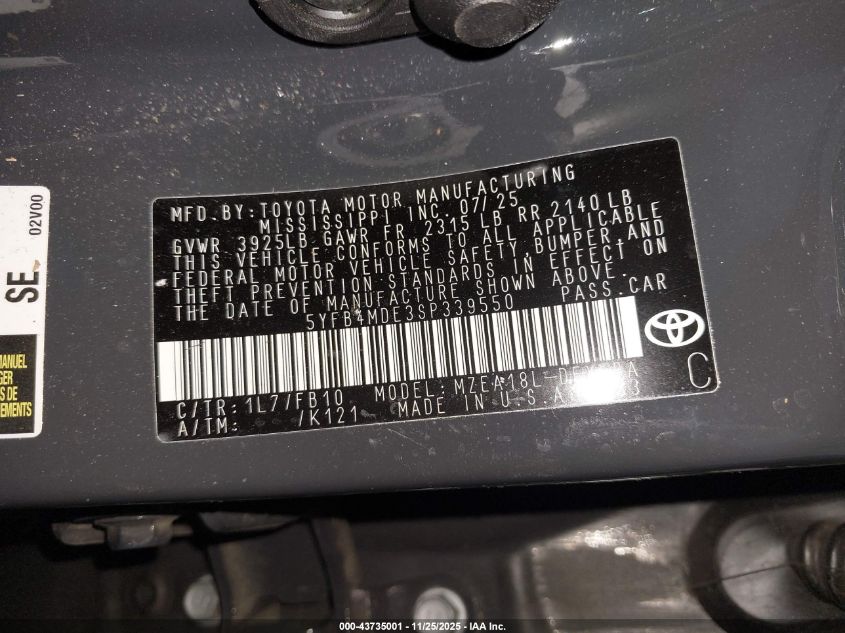 MFD. BY: TOYOTA MOTOR MANUFACTURING
MISSISSIPPI INC. 07/25
GVWR 3925LB GAWR FR 2315 LB RR 2140 LB
THIS VEHICLE CONFORMS TO ALL APPLICABLE
FEDERAL MOTOR VEHICLE SAFETY, BUMPER AND
THEFT PREVENTION STANDARDS IN EFFECT ON
THE DATE OF MANUFACTURE SHOWN ABOVE.
5YFB4MDE3SP339550 PASS. CAR
C/TR: 1L7/FB10 MODEL:
A/TM: /K121 MADE IN U.S.A.
C
SE
02V00
MANUEL
000-43735001 - 11/25/2025 - IAA Inc.